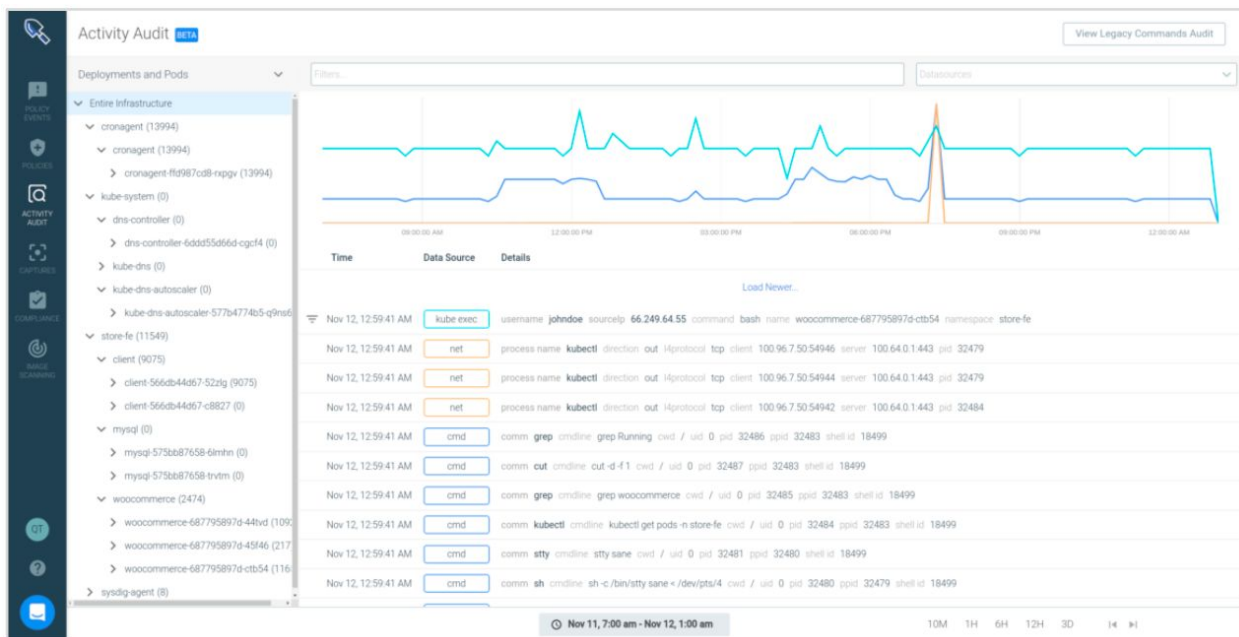 Activity Audit BETA
View Legacy Commands Audit
POLICY
EVENTS
POLICIES
ACTIVITY
AUDIT
CAPTURES
COMPLIANCE
IMAGE
SCANNING
QT
?
Deployments and Pods
Entire Infrastructure
cronagent (13994)
cronagent (13994)
cronagent-ffd987cd8-rxpgv (13994)
kube-system (0)
dns-controller (0)
dns-controller-6ddd55d66d-cgcf4 (0)
kube-dns (0)
kube-dns-autoscaler (0)
kube-dns-autoscaler-577b4774b5-q9ns6
store-fe (11549)
client (9075)
client-566db44d67-52zlg (9075)
client-566db44d67-c8827 (0)
mysql (0)
mysql-575bb87658-6lmhn (0)
mysql-575bb87658-trvtm (0)
woocommerce (2474)
woocommerce-687795897d-44tvd (109
woocommerce-687795897d-45f46 (217
woocommerce-687795897d-ctb54 (116
sysdig-agent (8)
Filters...
Datasources
09:00:00 AM 12:00:00 PM 03:00:00 PM 06:00:00 PM 09:00:00 PM 12:00:00 AM
Time Data Source Details
Load Newer...
Nov 12, 12:59:41 AM kube exec username johndoe sourceIp 66.249.64.55 command bash name woocommerce-687795897d-ctb54 namespace store-fe
Nov 12, 12:59:41 AM net process name kubectl direction out l4protocol tcp client 100.96.7.50:54946 server 100.64.0.1:443 pid 32479
Nov 12, 12:59:41 AM net process name kubectl direction out l4protocol tcp client 100.96.7.50:54944 server 100.64.0.1:443 pid 32479
Nov 12, 12:59:41 AM net process name kubectl direction out l4protocol tcp client 100.96.7.50:54942 server 100.64.0.1:443 pid 32484
Nov 12, 12:59:41 AM cmd comm grep cmdline grep Running cwd / uid 0 pid 32486 ppid 32483 shell id 18499
Nov 12, 12:59:41 AM cmd comm cut cmdline cut -d -f 1 cwd / uid 0 pid 32487 ppid 32483 shell id 18499
Nov 12, 12:59:41 AM cmd comm grep cmdline grep woocommerce cwd / uid 0 pid 32485 ppid 32483 shell id 18499
Nov 12, 12:59:41 AM cmd comm kubectl cmdline kubectl get pods -n store-fe cwd / uid 0 pid 32484 ppid 32483 shell id 18499
Nov 12, 12:59:41 AM cmd comm stty cmdline stty sane cwd / uid 0 pid 32481 ppid 32480 shell id 18499
Nov 12, 12:59:41 AM cmd comm sh cmdline sh -c /bin/stty sane < /dev/pts/4 cwd / uid 0 pid 32480 ppid 32479 shell id 18499
Nov 11, 7:00 am - Nov 12, 1:00 am
10M 1H 6H 12H 3D